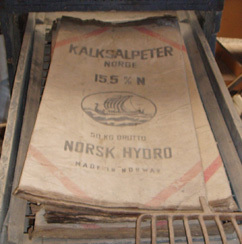 KALKSALPETER
NORGE
15.5 % N
50 KG BRUTTO
NORSK HYDRO
MADE IN NORWAY